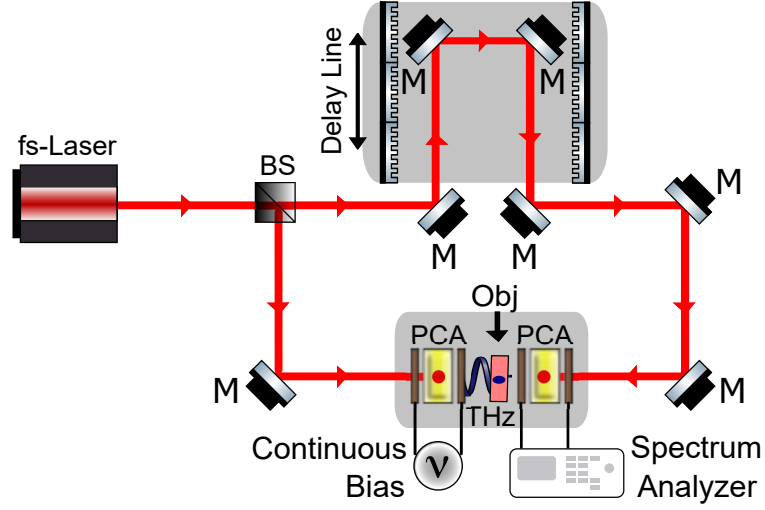 M
M
Delay Line
fs-Laser
BS
M
M
M
Obj
PCA
PCA
M
THz
M
Continuous
Bias
ν
Spectrum
Analyzer